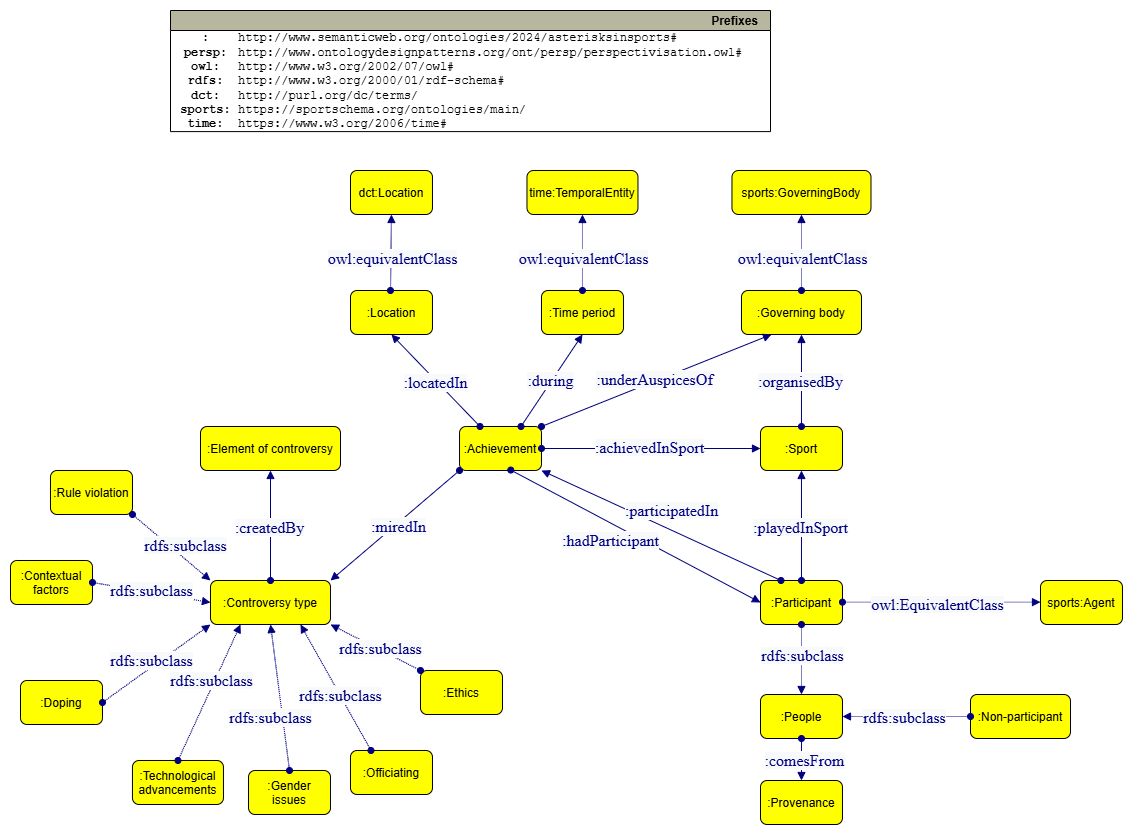 Prefixes
: http://www.semanticweb.org/ontologies/2024/asterisksinsports#
persp: http://www.ontologydesignpatterns.org/ont/persp/perspectivisation.owl#
owl: http://www.w3.org/2002/07/owl#
rdfs: http://www.w3.org/2000/01/rdf-schema#
dct: http://purl.org/dc/terms/
sports: https://sportschema.org/ontologies/main/
time: https://www.w3.org/2006/time#
dct:Location
time:TemporalEntity
sports:GoverningBody
owl:equivalentClass
owl:equivalentClass
owl:equivalentClass
:Location
:Time period
:Governing body
:locatedIn
:during
:underAuspicesOf
:organisedBy
:Element of controversy
:Achievement
:achievedInSport
:Sport
:Rule violation
:createdBy
:miredIn
:participatedIn
:hadParticipant
:playedInSport
rdfs:subclass
:Contextual
factors
rdfs:subclass
:Controversy type
:Participant
owl:EquivalentClass
sports:Agent
rdfs:subclass
rdfs:subclass
rdfs:subclass
rdfs:subclass
rdfs:subclass
rdfs:subclass
:Doping
:Ethics
:People
rdfs:subclass
:Non-participant
:comesFrom
:Technological
advancements
:Gender
issues
:Officiating
:Provenance